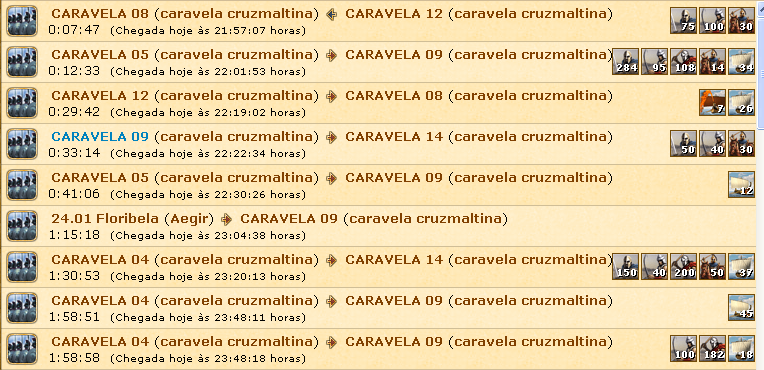 CARAVELA 08 (caravela cruzmaltina) CARAVELA 12 (caravela cruzmaltina)
0:07:47 (Chegada hoje às 21:57:07 horas) 75 100 30
CARAVELA 05 (caravela cruzmaltina) CARAVELA 09 (caravela cruzmaltina)
0:12:33 (Chegada hoje às 22:01:53 horas) 284 95 108 14 34
CARAVELA 12 (caravela cruzmaltina) CARAVELA 08 (caravela cruzmaltina)
0:29:42 (Chegada hoje às 22:19:02 horas) 7 26
CARAVELA 09 (caravela cruzmaltina) CARAVELA 14 (caravela cruzmaltina)
0:33:14 (Chegada hoje às 22:22:34 horas) 50 40 30
CARAVELA 05 (caravela cruzmaltina) CARAVELA 09 (caravela cruzmaltina)
0:41:06 (Chegada hoje às 22:30:26 horas) 12
24.01 Floribela (Aegir) CARAVELA 09 (caravela cruzmaltina)
1:15:18 (Chegada hoje às 23:04:38 horas)
CARAVELA 04 (caravela cruzmaltina) CARAVELA 14 (caravela cruzmaltina)
1:30:53 (Chegada hoje às 23:20:13 horas) 150 40 200 50 37
CARAVELA 04 (caravela cruzmaltina) CARAVELA 09 (caravela cruzmaltina)
1:58:51 (Chegada hoje às 23:48:11 horas) 45
CARAVELA 04 (caravela cruzmaltina) CARAVELA 09 (caravela cruzmaltina)
1:58:58 (Chegada hoje às 23:48:18 horas) 100 182 18